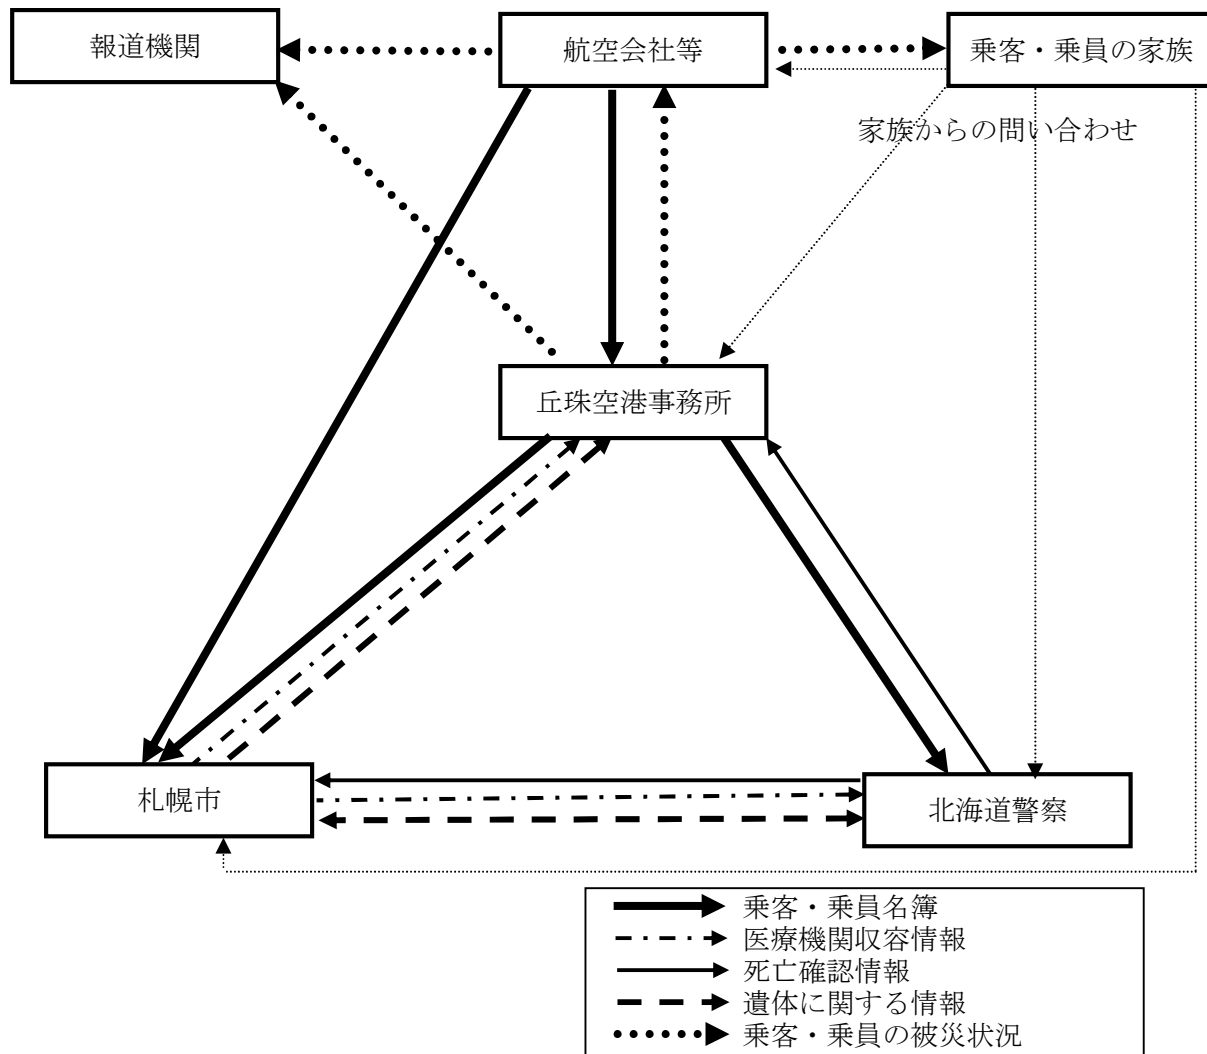 報道機関
航空会社等
乗客・乗員の家族
家族からの問い合わせ
丘珠空港事務所
札幌市
北海道警察
乗客・乗員名簿
医療機関収容情報
死亡確認情報
遺体に関する情報
乗客・乗員の被災状況